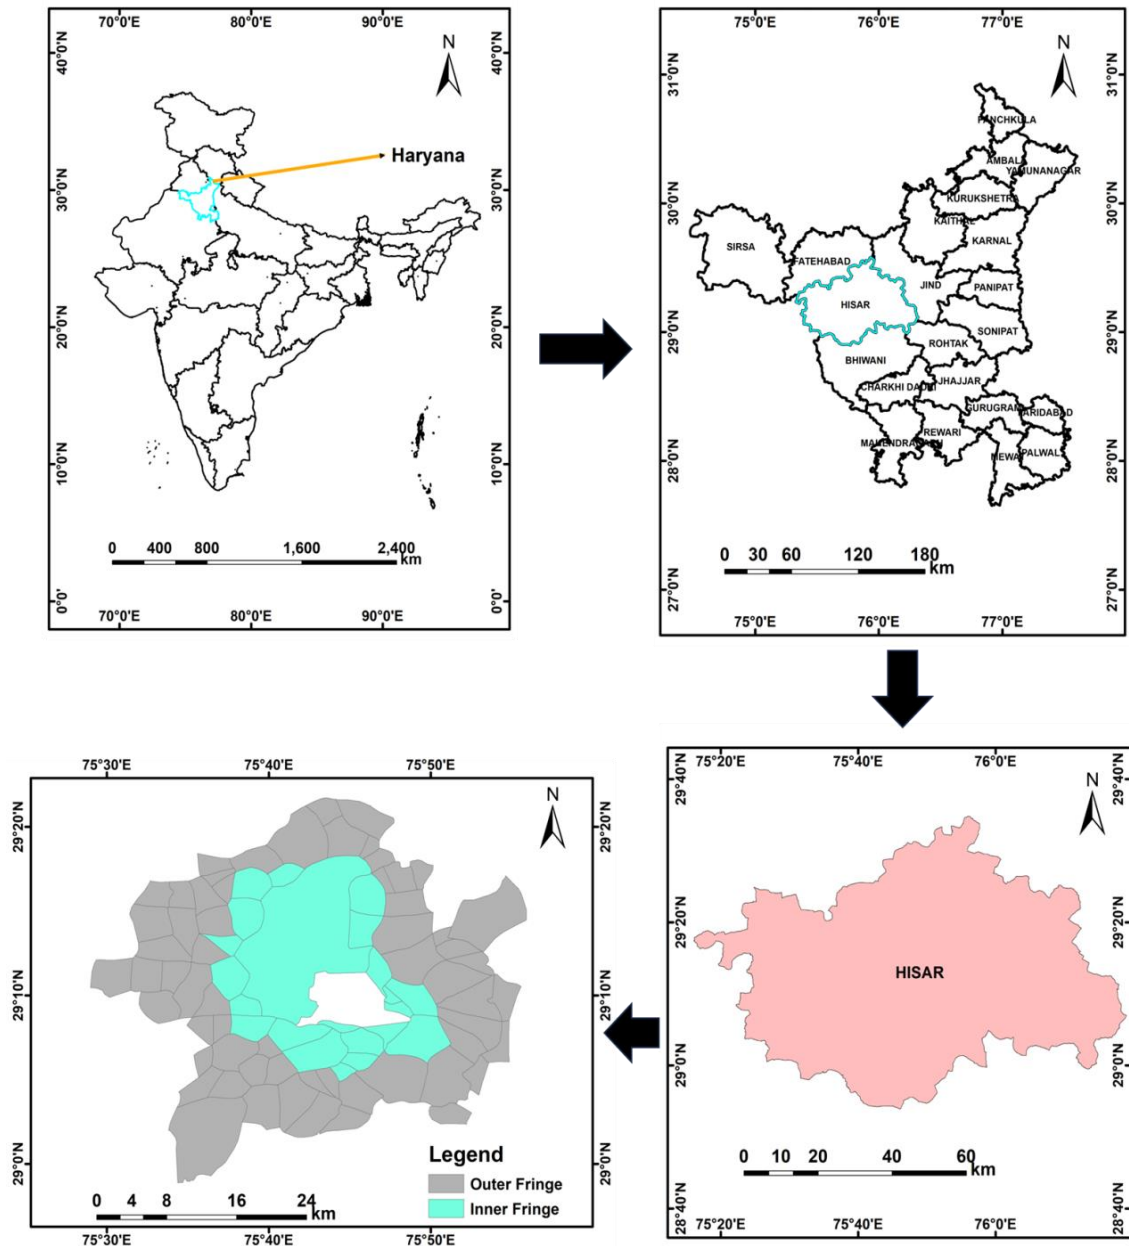 70°0'E 80°0'E 90°0'E
40°0'N
30°0'N
20°0'N
10°0'N
0°0'
N
Haryana
40°0'N
30°0'N
20°0'N
10°0'N
0°0'
0 400 800 1,600 2,400
km
70°0'E 80°0'E 90°0'E
75°0'E 76°0'E 77°0'E
31°0'N
30°0'N
29°0'N
28°0'N
27°0'N
N
PANCHKULA
AMBALA
YAMUNANAGAR
KURUKSHETRA
KAITHAL
KARNAL
SIRSA
FATEHABAD
JIND
PANIPAT
HISAR
SONIPAT
ROHTAK
BHIWANI
CHARKHI DADRI
JHAJJAR
GURUGRAM
FARIDABAD
REWARI
MAHENDRAGARH
MEWAT
PALWAL
31°0'N
30°0'N
29°0'N
28°0'N
27°0'N
0 30 60 120 180
km
75°0'E 76°0'E 77°0'E
75°30'E 75°40'E 75°50'E
29°20'N
29°10'N
29°0'N
N
29°20'N
29°10'N
29°0'N
Legend
Outer Fringe
Inner Fringe
0 4 8 16 24
km
75°30'E 75°40'E 75°50'E
75°20'E 75°40'E 76°0'E
29°40'N
29°20'N
29°0'N
28°40'N
N
HISAR
29°40'N
29°20'N
29°0'N
28°40'N
0 10 20 40 60
km
75°20'E 75°40'E 76°0'E